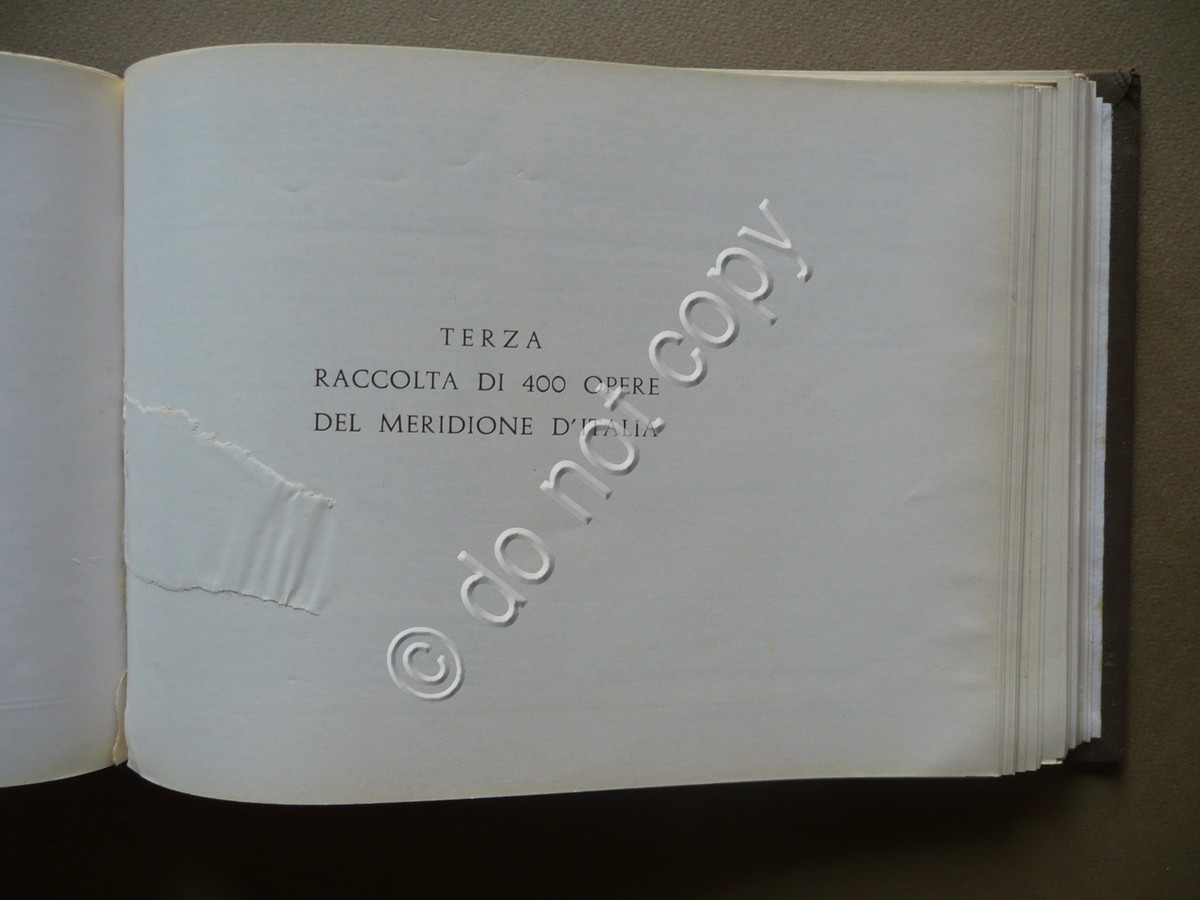 TERZA
RACCOLTA DI 400 OPERE
DEL MERIDIONE D'ITALIA
© do not copy